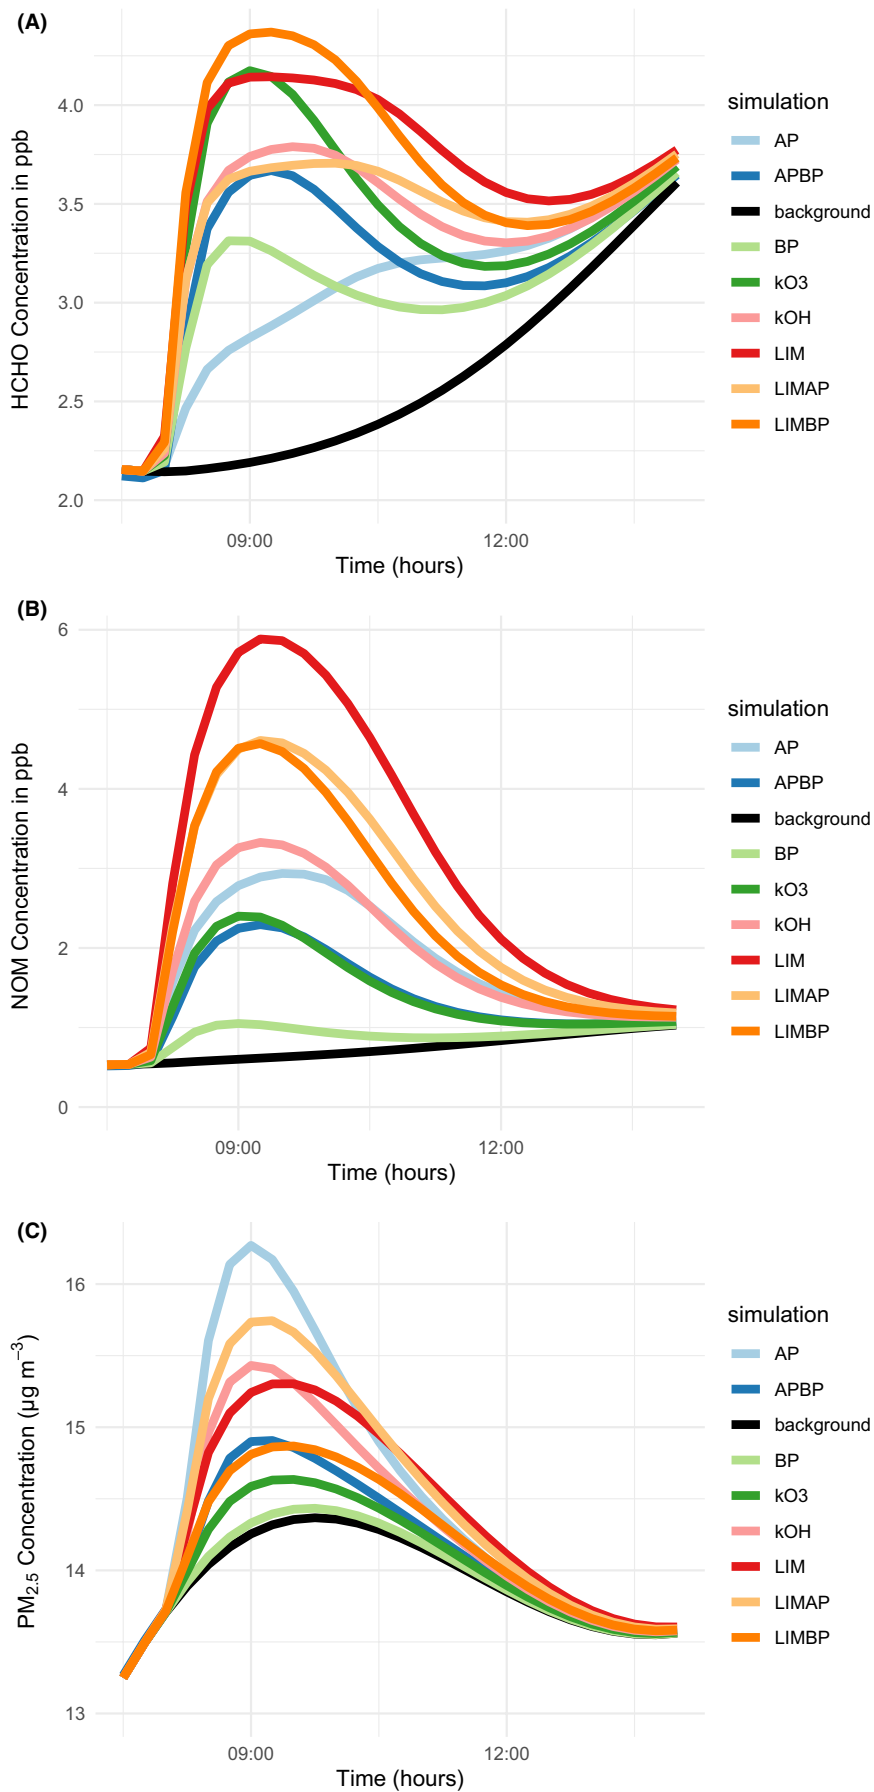 (A)
HCHO Concentration in ppb
4.0
3.5
3.0
2.5
2.0
09:00
12:00
Time (hours)
simulation
AP
APBP
background
BP
kO3
kOH
LIM
LIMAP
LIMBP
(B)
NOM Concentration in ppb
6
4
2
0
09:00
12:00
Time (hours)
simulation
AP
APBP
background
BP
kO3
kOH
LIM
LIMAP
LIMBP
(C)
PM2.5 Concentration (μg m−3)
16
15
14
13
09:00
12:00
Time (hours)
simulation
AP
APBP
background
BP
kO3
kOH
LIM
LIMAP
LIMBP